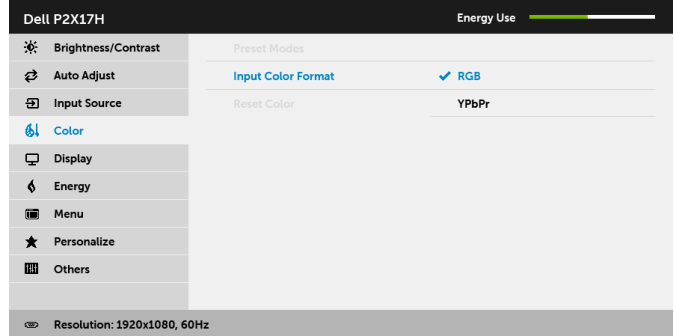 Dell P2X17H Energy Use
Brightness/Contrast Preset Modes
Auto Adjust Input Color Format RGB
Input Source Reset Color YPbPr
Color
Display
Energy
Menu
Personalize
Others
Resolution: 1920x1080, 60Hz